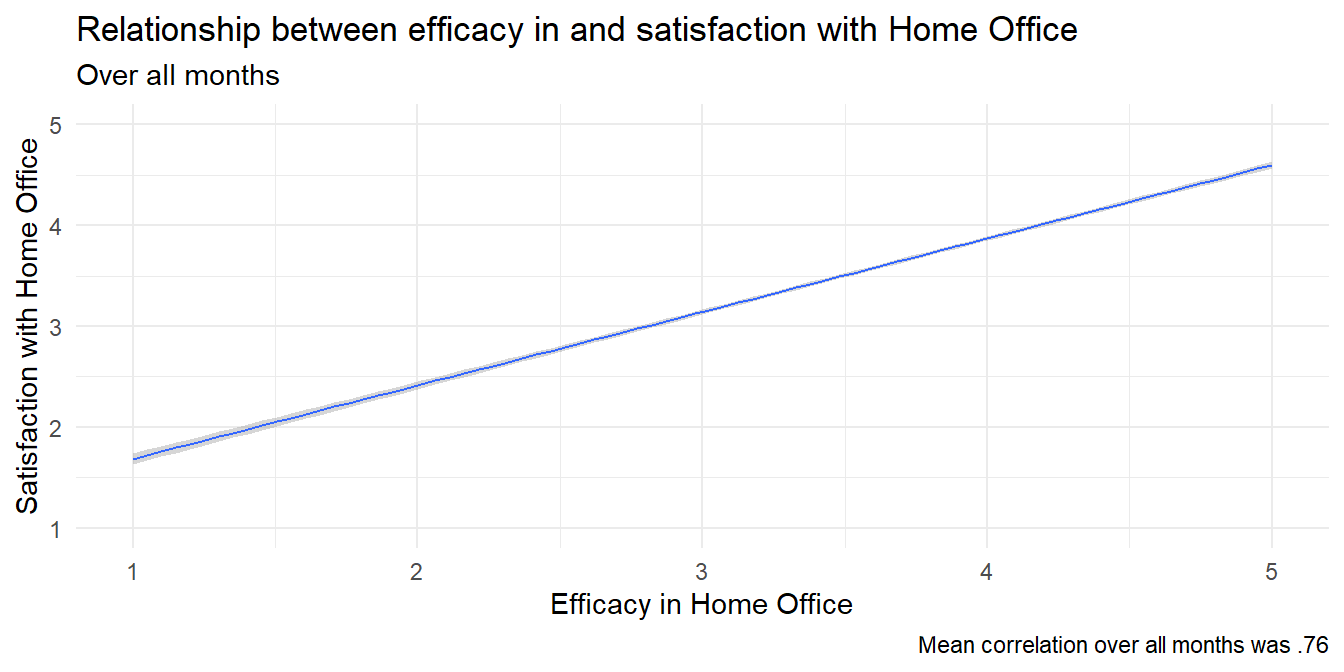 Relationship between efficacy in and satisfaction with Home Office
Over all months
Satisfaction with Home Office
5
4
3
2
1
1 2 3 4 5
Efficacy in Home Office
Mean correlation over all months was .76